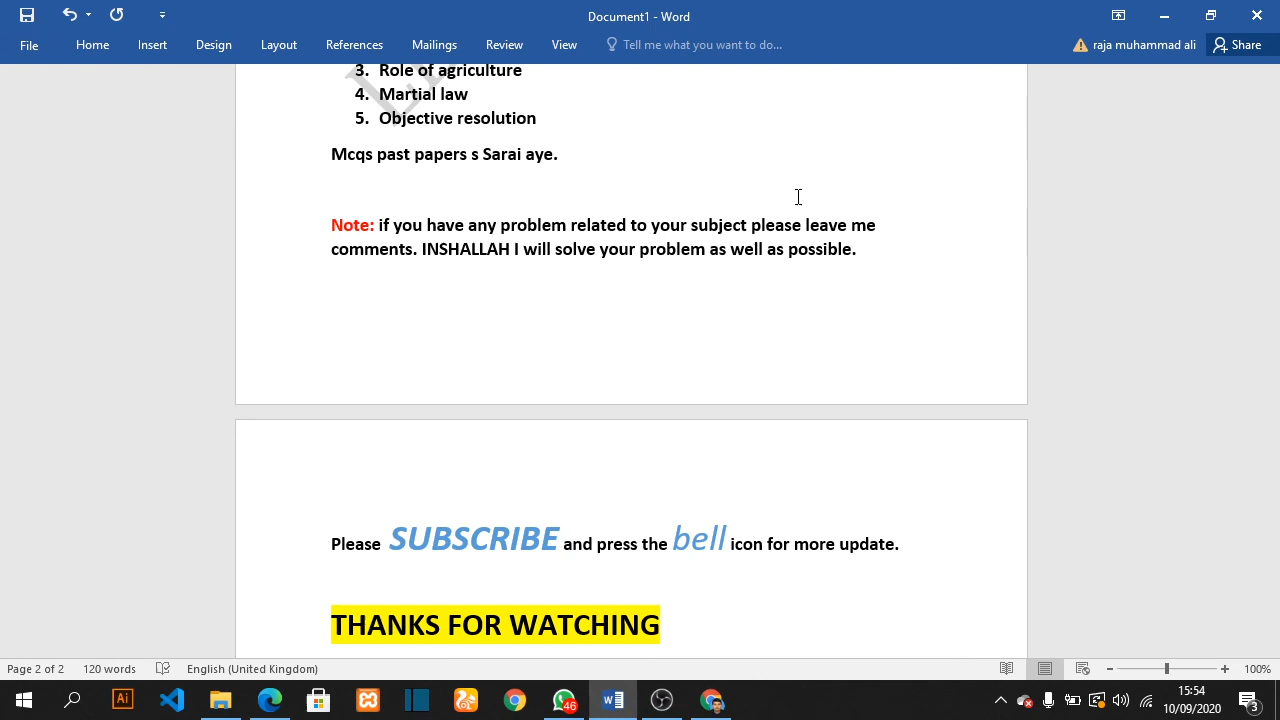 Document1 - Word
File Home Insert Design Layout References Mailings Review View Tell me what you want to do... raja muhammad ali Share
3. Role of agriculture
4. Martial law
5. Objective resolution
Mcqs past papers s Sarai aye.
Note: if you have any problem related to your subject please leave me
comments. INSHALLAH I will solve your problem as well as possible.
Please SUBSCRIBE and press the bell icon for more update.
THANKS FOR WATCHING
Page 2 of 2 120 words English (United Kingdom) 100%
Ai 46 15:54
10/09/2020 3